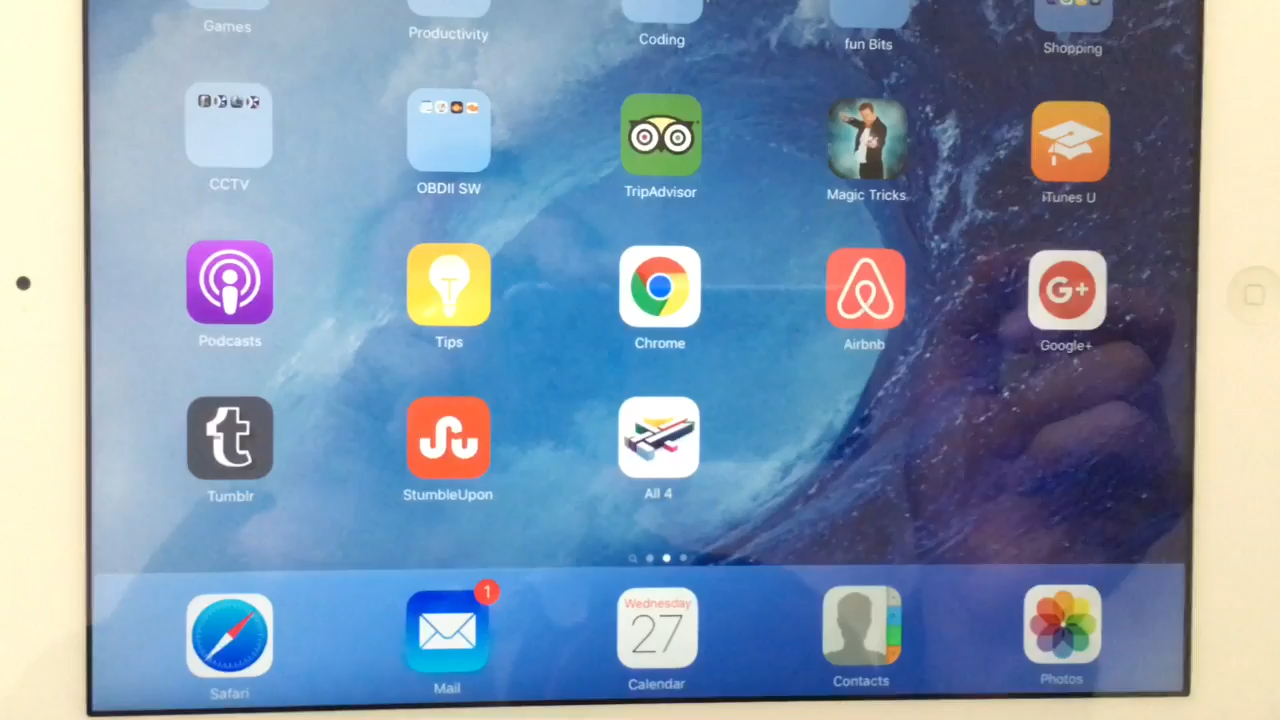 Games
Productivity
Coding
fun Bits
Shopping
CCTV
OBDII SW
TripAdvisor
Magic Tricks
iTunes U
G+
Podcasts
Tips
Chrome
Airbnb
Google+
t
Tumblr
StumbleUpon
All 4
1
Wednesday
27
Safari
Mail
Calendar
Contacts
Photos